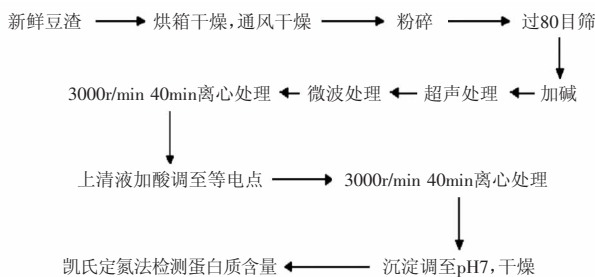 新鲜豆渣 烘箱干燥,通风干燥 粉碎 过80目筛
3000r/min 40min离心处理 微波处理 超声处理 加碱
上清液加酸调至等电点 3000r/min 40min离心处理
凯氏定氮法检测蛋白质含量 沉淀调至pH7,干燥